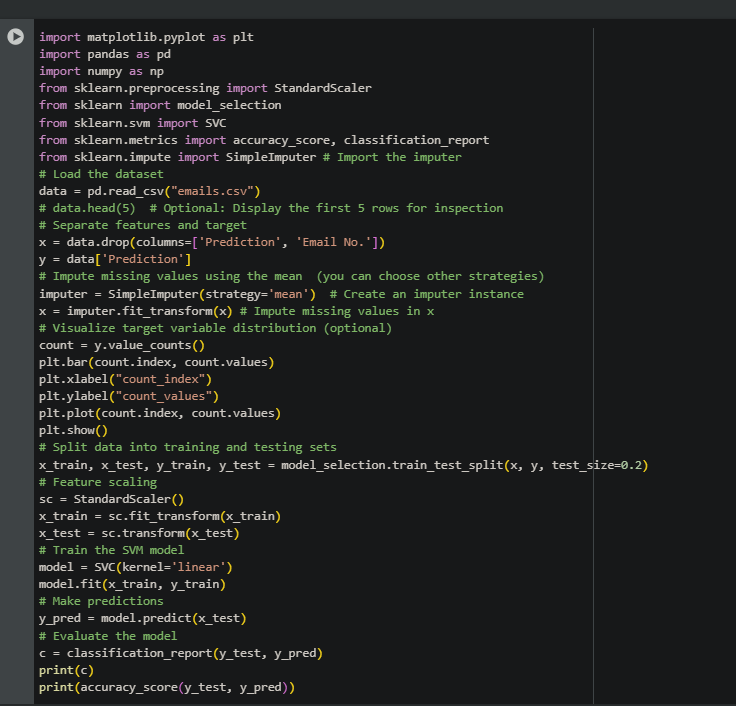 import matplotlib.pyplot as plt
import pandas as pd
import numpy as np
from sklearn.preprocessing import StandardScaler
from sklearn import model_selection
from sklearn.svm import SVC
from sklearn.metrics import accuracy_score, classification_report
from sklearn.impute import SimpleImputer # Import the imputer
# Load the dataset
data = pd.read_csv("emails.csv")
# data.head(5)  # Optional: Display the first 5 rows for inspection
# Separate features and target
x = data.drop(columns=['Prediction', 'Email No.'])
y = data['Prediction']
# Impute missing values using the mean  (you can choose other strategies)
imputer = SimpleImputer(strategy='mean')  # Create an imputer instance
x = imputer.fit_transform(x) # Impute missing values in x
# Visualize target variable distribution (optional)
count = y.value_counts()
plt.bar(count.index, count.values)
plt.xlabel("count_index")
plt.ylabel("count_values")
plt.plot(count.index, count.values)
plt.show()
# Split data into training and testing sets
x_train, x_test, y_train, y_test = model_selection.train_test_split(x, y, test_size=0.2)
# Feature scaling
sc = StandardScaler()
x_train = sc.fit_transform(x_train)
x_test = sc.transform(x_test)
# Train the SVM model
model = SVC(kernel='linear')
model.fit(x_train, y_train)
# Make predictions
y_pred = model.predict(x_test)
# Evaluate the model
c = classification_report(y_test, y_pred)
print(c)
print(accuracy_score(y_test, y_pred))